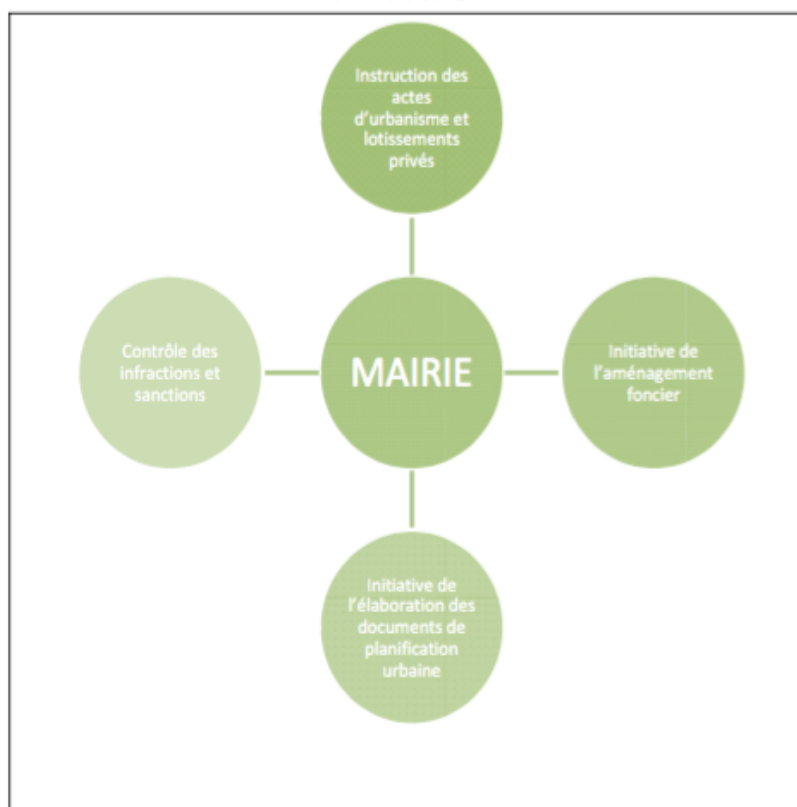 Instruction des
actes
d'urbanisme et
lotissements
privés
Contrôle des
infractions et
sanctions
MAIRIE
Initiative de
l'aménagement
foncier
Initiative de
l'élaboration des
documents de
planification
urbaine